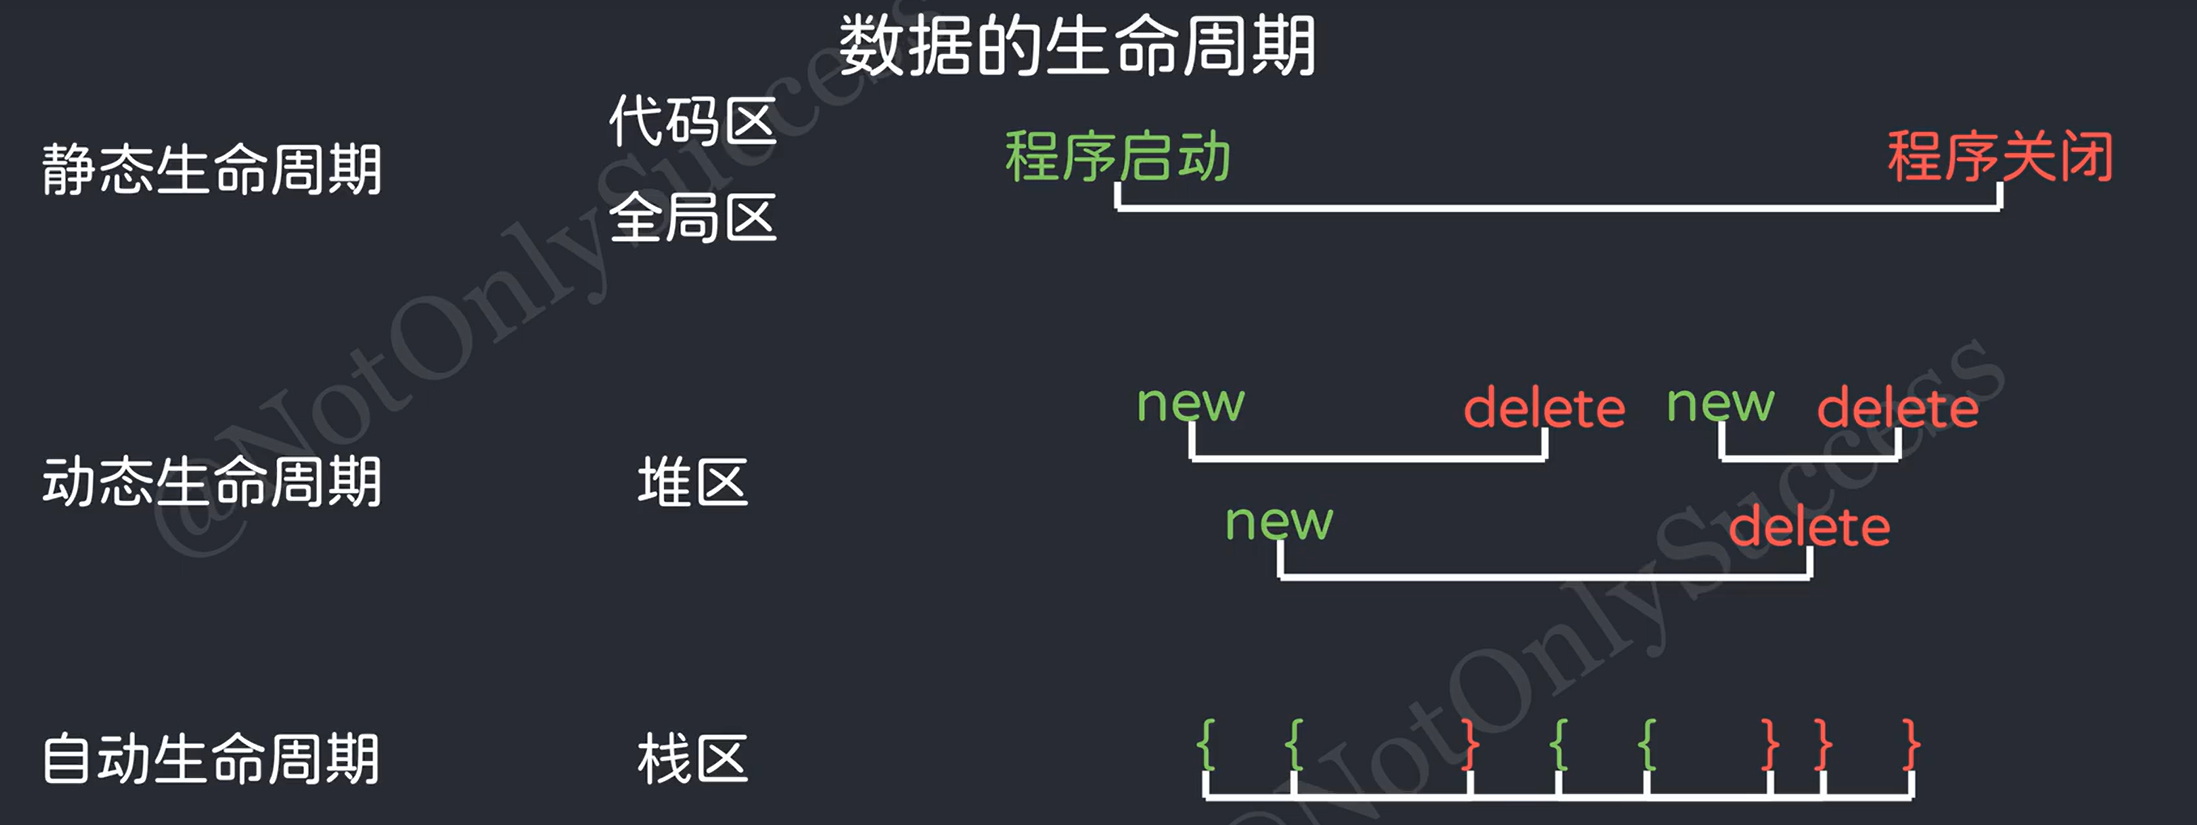 数据的生命周期
静态生命周期
代码区
全局区
程序启动 程序关闭
动态生命周期
堆区
new delete new delete
new delete
自动生命周期
栈区
{ { } { { } } }
@NotOnlySuccess
@NotOnlySuccess